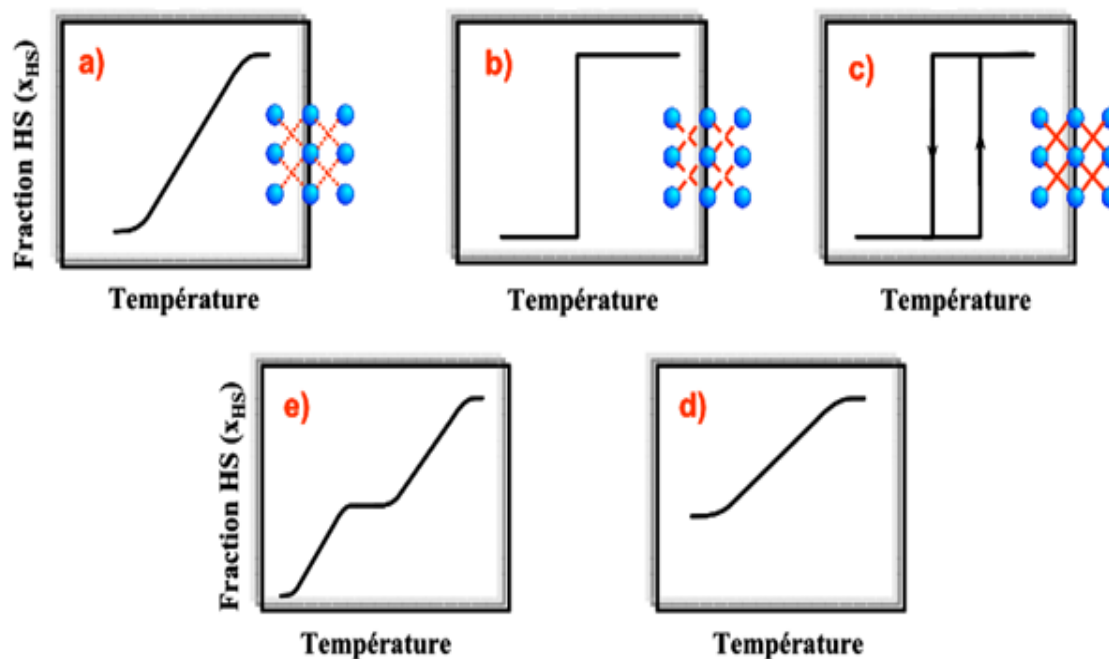 a)
b)
c)
Fraction HS (xHS)
Température
Température
Température
e)
d)
Fraction HS (xHS)
Température
Température